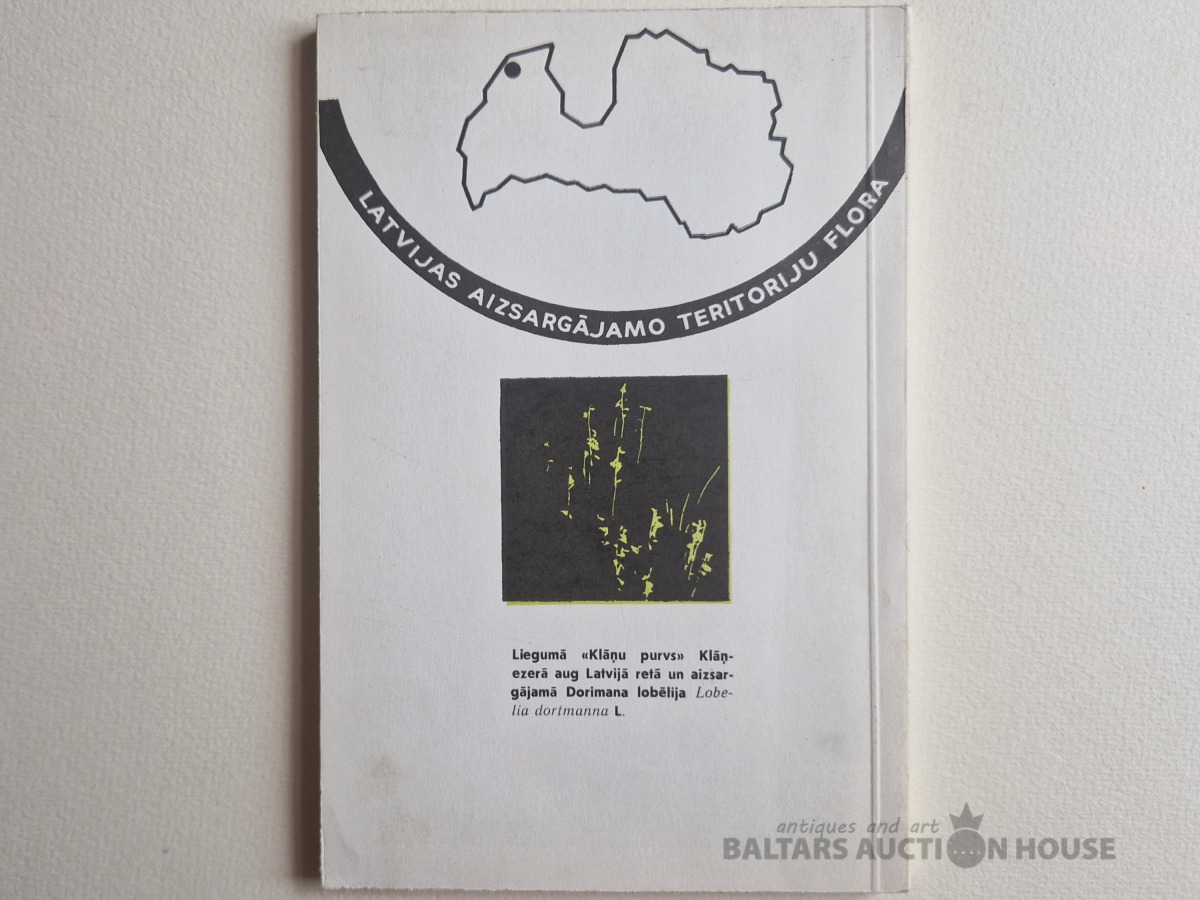 LATVIJAS AIZSARGĀJAMO TERITORIJU FLORA
Liegumā «Klāņu purvs» Klāņ-
ezerā aug Latvijā retā un aizsar-
gājamā Dorimana lobēlija Lobe-
lia dortmanna L.
antiques and art
BALTARS AUCTION HOUSE